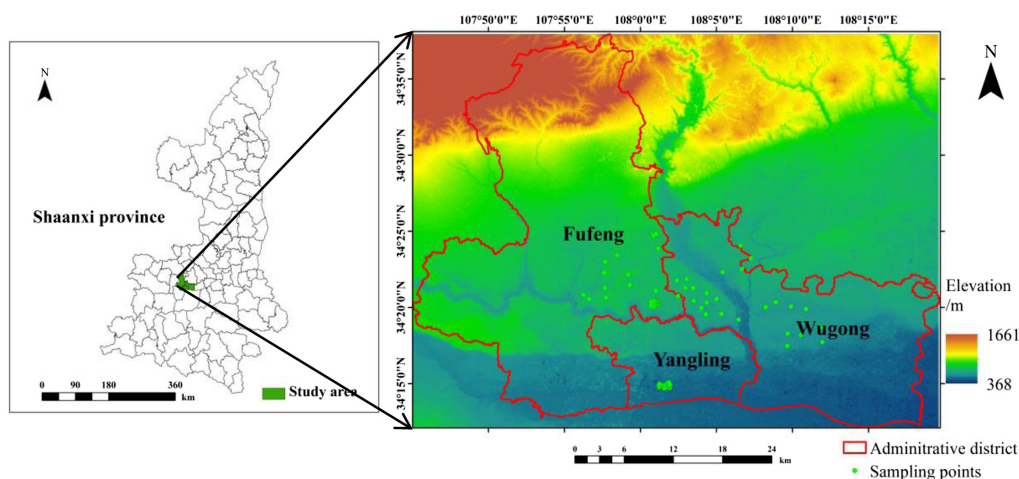 107°50'0"E 107°55'0"E 108°0'0"E 108°5'0"E 108°10'0"E 108°15'0"E
N
Shaanxi province
0 90 180 360
km
Study area
34°35'0"N
34°30'0"N
34°25'0"N
34°20'0"N
34°15'0"N
Fufeng
Yangling
Wugong
N
Elevation
/m
1661
368
0 3 6 12 18 24
km
Adminitrative district
Sampling points